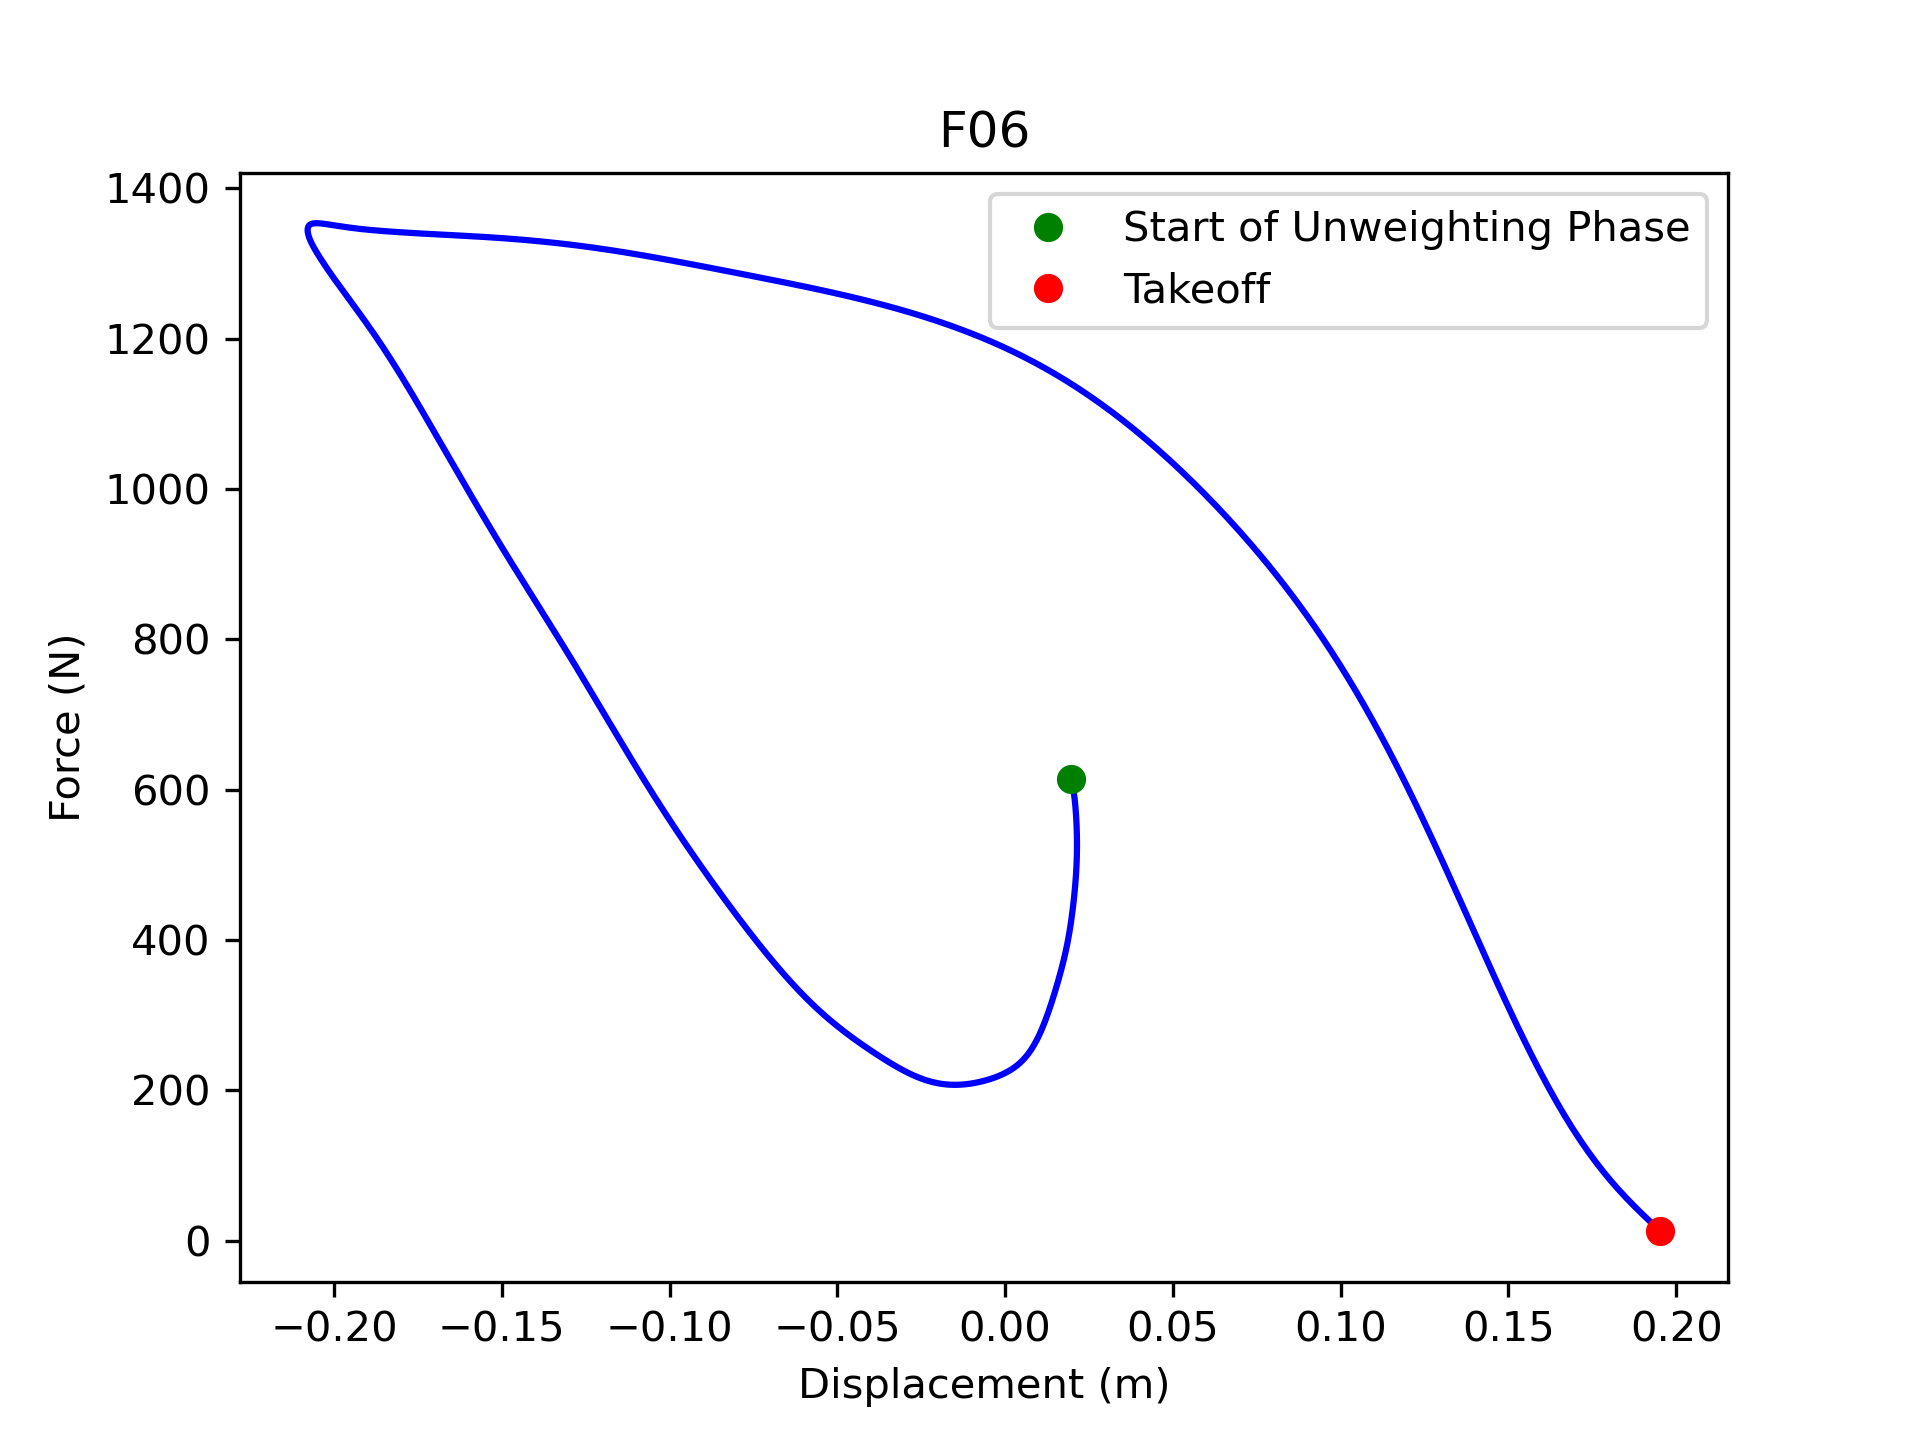 F06
1400
1200
1000
800
600
400
200
0
Force (N)
Start of Unweighting Phase
Takeoff
−0.20 −0.15 −0.10 −0.05 0.00 0.05 0.10 0.15 0.20
Displacement (m)